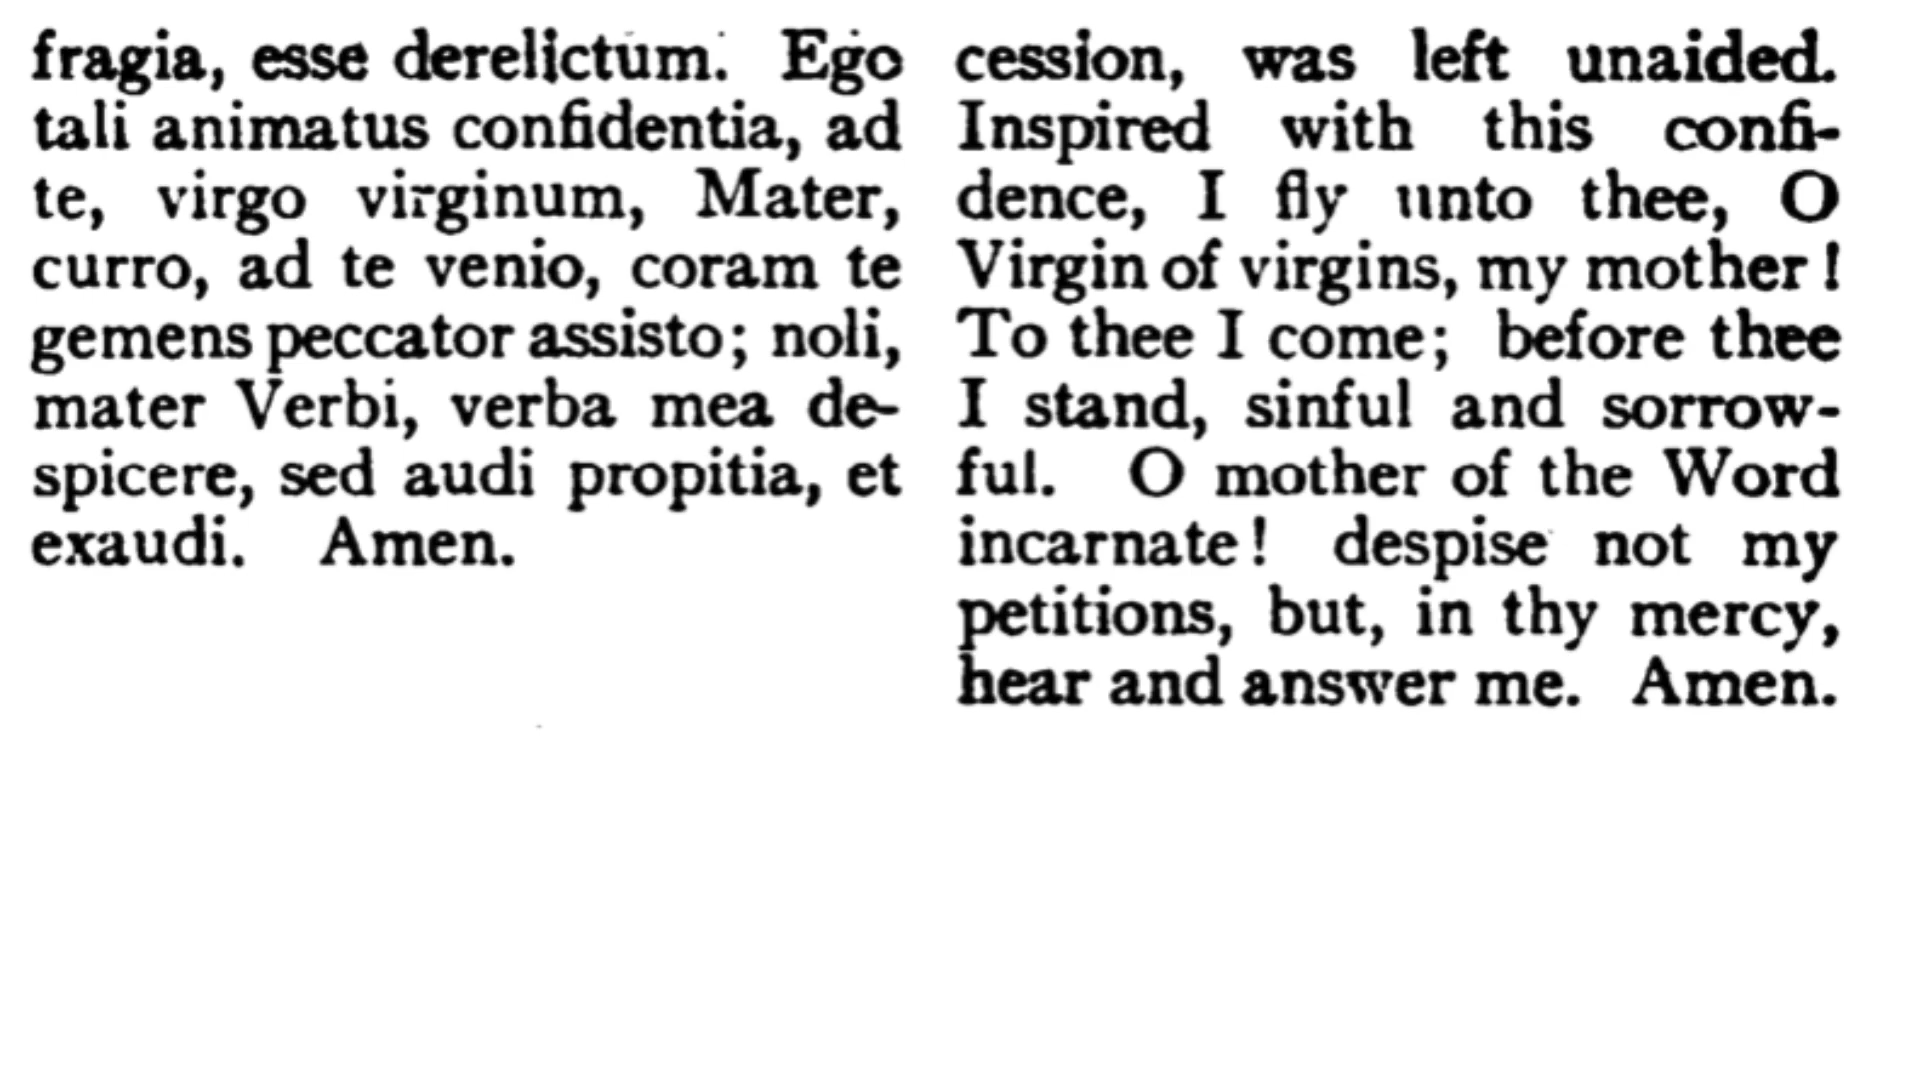 fragia, esse derelictum. Ego
tali animatus confidentia, ad
te, virgo virginum, Mater,
curro, ad te venio, coram te
gemens peccator assisto; noli,
mater Verbi, verba mea de-
spicere, sed audi propitia, et
exaudi. Amen.
cession, was left unaided.
Inspired with this confi-
dence, I fly unto thee, O
Virgin of virgins, my mother!
To thee I come; before thee
I stand, sinful and sorrow-
ful. O mother of the Word
incarnate! despise not my
petitions, but, in thy mercy,
hear and answer me. Amen.